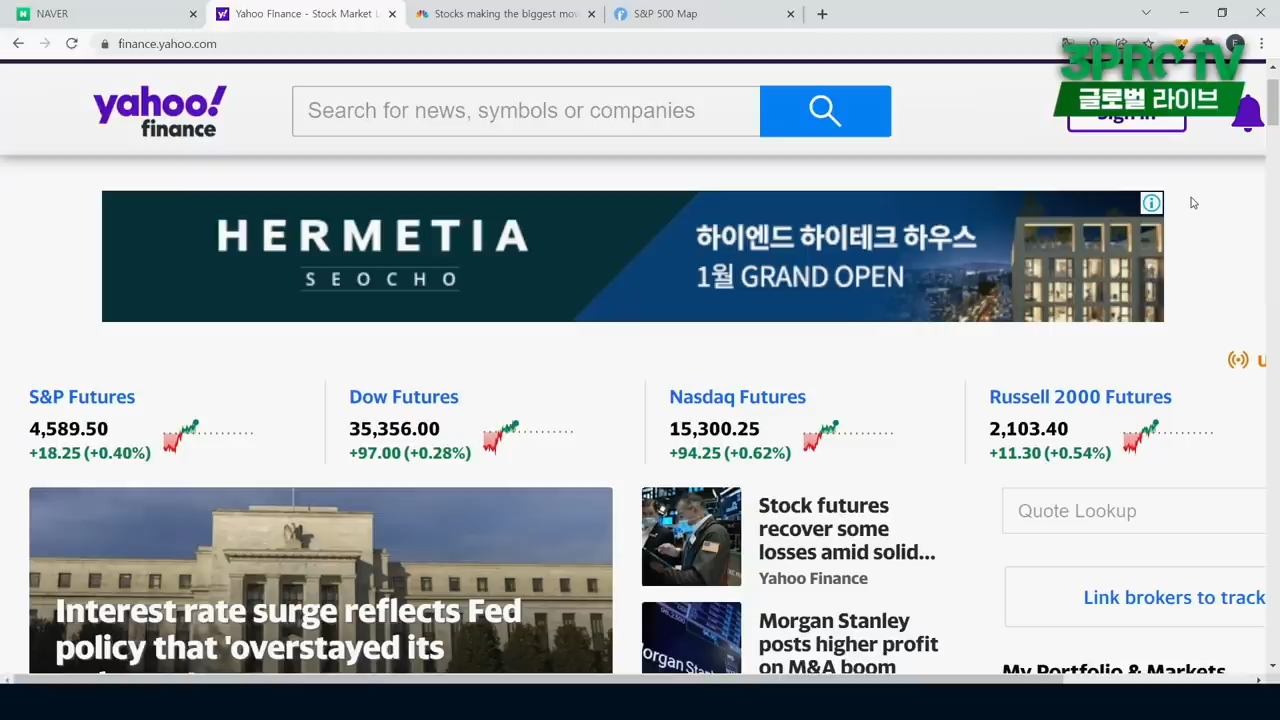 NAVER
Yahoo Finance - Stock Market L
Stocks making the biggest mov
S&P 500 Map
finance.yahoo.com
3PRO TV
글로벌 라이브
yahoo!
finance
Search for news, symbols or companies
Sign in
HERMETIA
SEOCHO
하이엔드 하이테크 하우스
1월 GRAND OPEN
S&P Futures
4,589.50
+18.25 (+0.40%)
Dow Futures
35,356.00
+97.00 (+0.28%)
Nasdaq Futures
15,300.25
+94.25 (+0.62%)
Russell 2000 Futures
2,103.40
+11.30 (+0.54%)
Interest rate surge reflects Fed
policy that 'overstayed its
Stock futures
recover some
losses amid solid...
Yahoo Finance
Morgan Stanley
posts higher profit
on M&A boom
Quote Lookup
Link brokers to track
My Portfolio & Markets